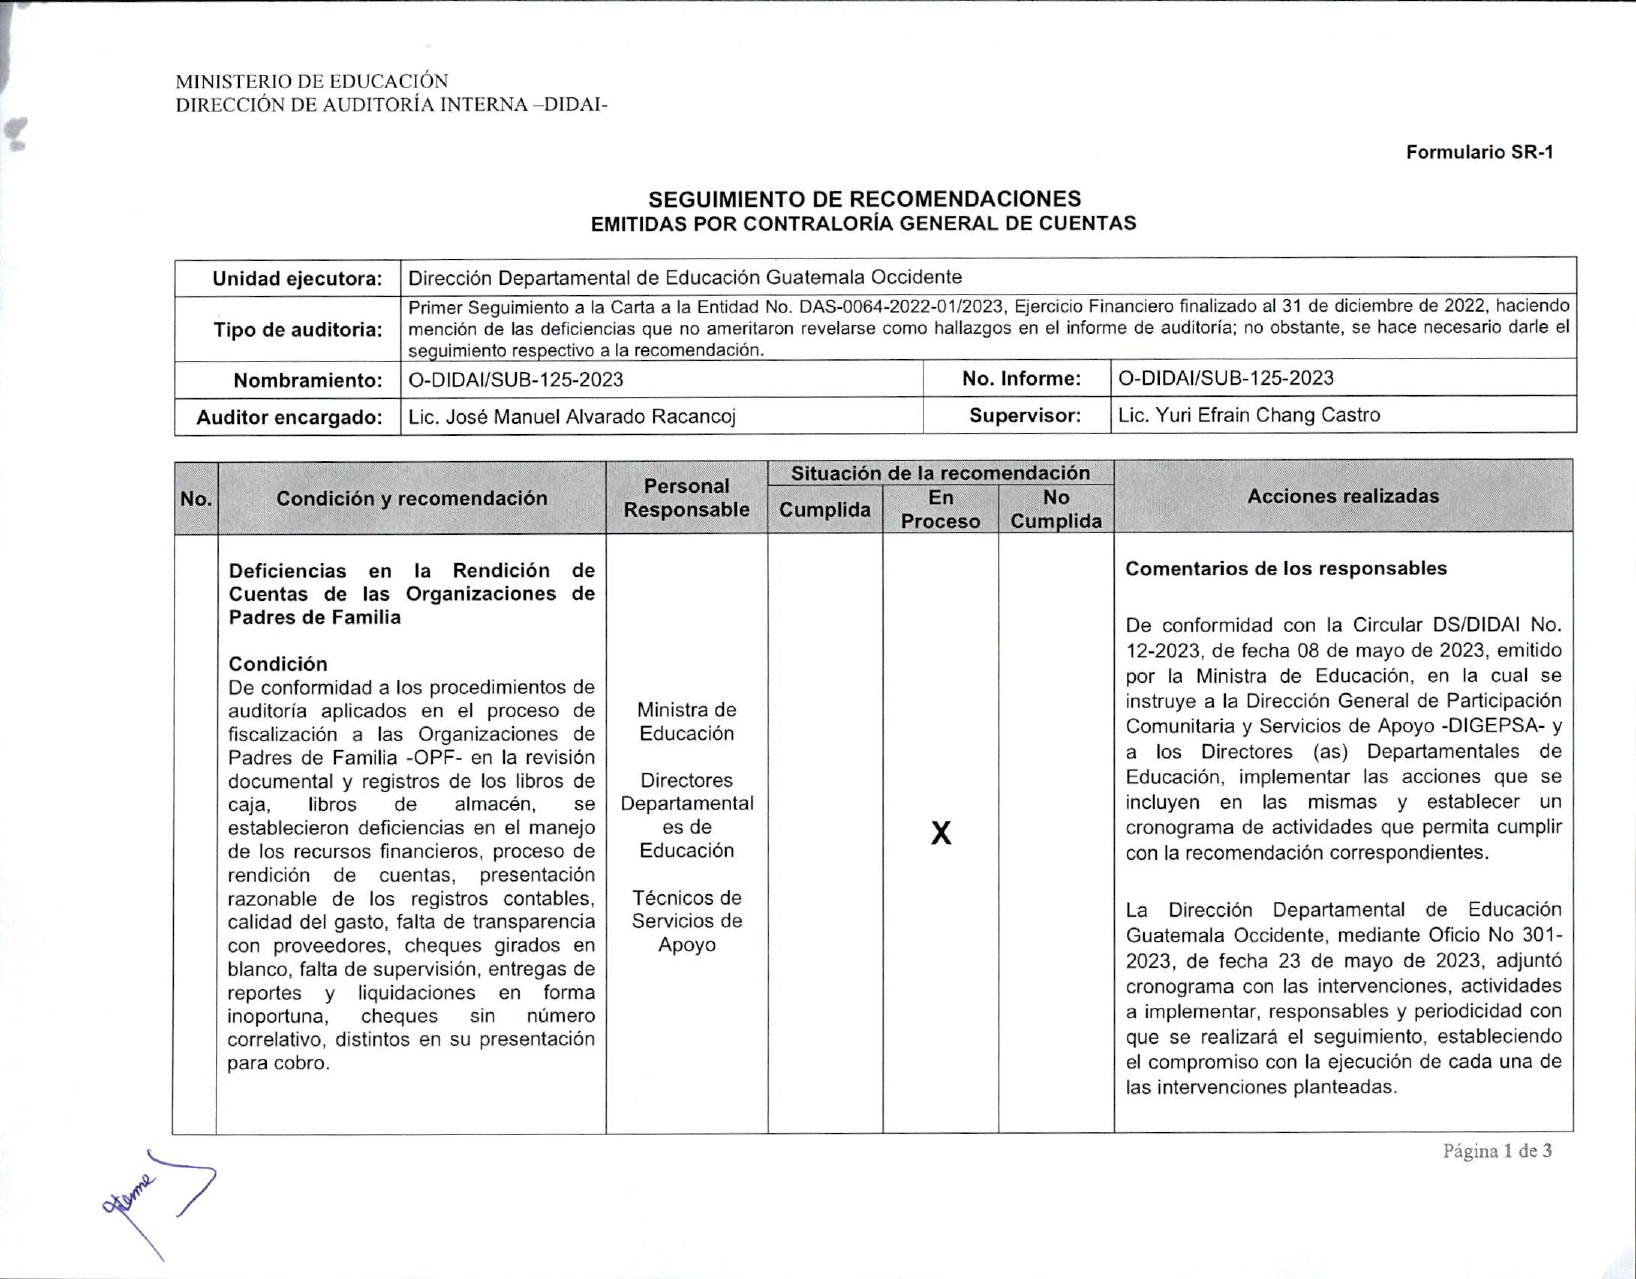 MINISTERIO DE EDUCACIÓN
DIRECCIÓN DE AUDITORÍA INTERNA –DIDAI-
Formulario SR-1
SEGUIMIENTO DE RECOMENDACIONES
EMITIDAS POR CONTRALORÍA GENERAL DE CUENTAS
Unidad ejecutora: Dirección Departamental de Educación Guatemala Occidente
Tipo de auditoria: Primer Seguimiento a la Carta a la Entidad No. DAS-0064-2022-01/2023, Ejercicio Financiero finalizado al 31 de diciembre de 2022, haciendo
mención de las deficiencias que no ameritaron revelarse como hallazgos en el informe de auditoría; no obstante, se hace necesario darle el
seguimiento respectivo a la recomendación.
Nombramiento: O-DIDAI/SUB-125-2023 No. Informe: O-DIDAI/SUB-125-2023
Auditor encargado: Lic. José Manuel Alvarado Racancoj Supervisor: Lic. Yuri Efrain Chang Castro
No.
Condición y recomendación
Personal
Responsable
Situación de la recomendación
Cumplida
En
Proceso
No
Cumplida
Acciones realizadas
Deficiencias en la Rendición de
Cuentas de las Organizaciones de
Padres de Familia
Condición
De conformidad a los procedimientos de
auditoría aplicados en el proceso de
fiscalización a las Organizaciones de
Padres de Familia -OPF- en la revisión
documental y registros de los libros de
caja, libros de almacén, se
establecieron deficiencias en el manejo
de los recursos financieros, proceso de
rendición de cuentas, presentación
razonable de los registros contables,
calidad del gasto, falta de transparencia
con proveedores, cheques girados en
blanco, falta de supervisión, entregas de
reportes y liquidaciones en forma
inoportuna, cheques sin número
correlativo, distintos en su presentación
para cobro.
Ministra de
Educación
Directores
Departamental
es de
Educación
Técnicos de
Servicios de
Apoyo
X
Comentarios de los responsables
De conformidad con la Circular DS/DIDAI No.
12-2023, de fecha 08 de mayo de 2023, emitido
por la Ministra de Educación, en la cual se
instruye a la Dirección General de Participación
Comunitaria y Servicios de Apoyo -DIGEPSA- y
a los Directores (as) Departamentales de
Educación, implementar las acciones que se
incluyen en las mismas y establecer un
cronograma de actividades que permita cumplir
con la recomendación correspondientes.
La Dirección Departamental de Educación
Guatemala Occidente, mediante Oficio No 301-
2023, de fecha 23 de mayo de 2023, adjuntó
cronograma con las intervenciones, actividades
a implementar, responsables y periodicidad con
que se realizará el seguimiento, estableciendo
el compromiso con la ejecución de cada una de
las intervenciones planteadas.
Página 1 de 3